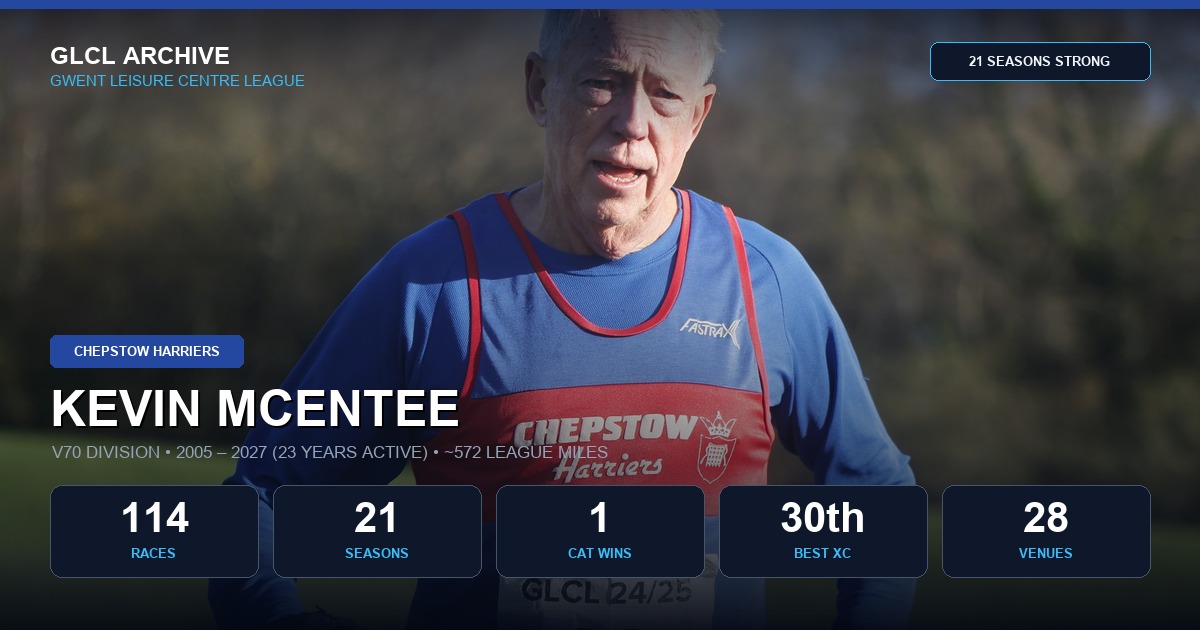 GLCL ARCHIVE
GWENT LEISURE CENTRE LEAGUE
21 SEASONS STRONG
FASTRAX
CHEPSTOW HARRIERS
KEVIN MCENTEE
V70 DIVISION • 2005 – 2027 (23 YEARS ACTIVE) • ~572 LEAGUE MILES
CHEPSTOW
Harriers
114
RACES
21
SEASONS
1
CAT WINS
30th
BEST XC
28
VENUES
GLCL 24/25